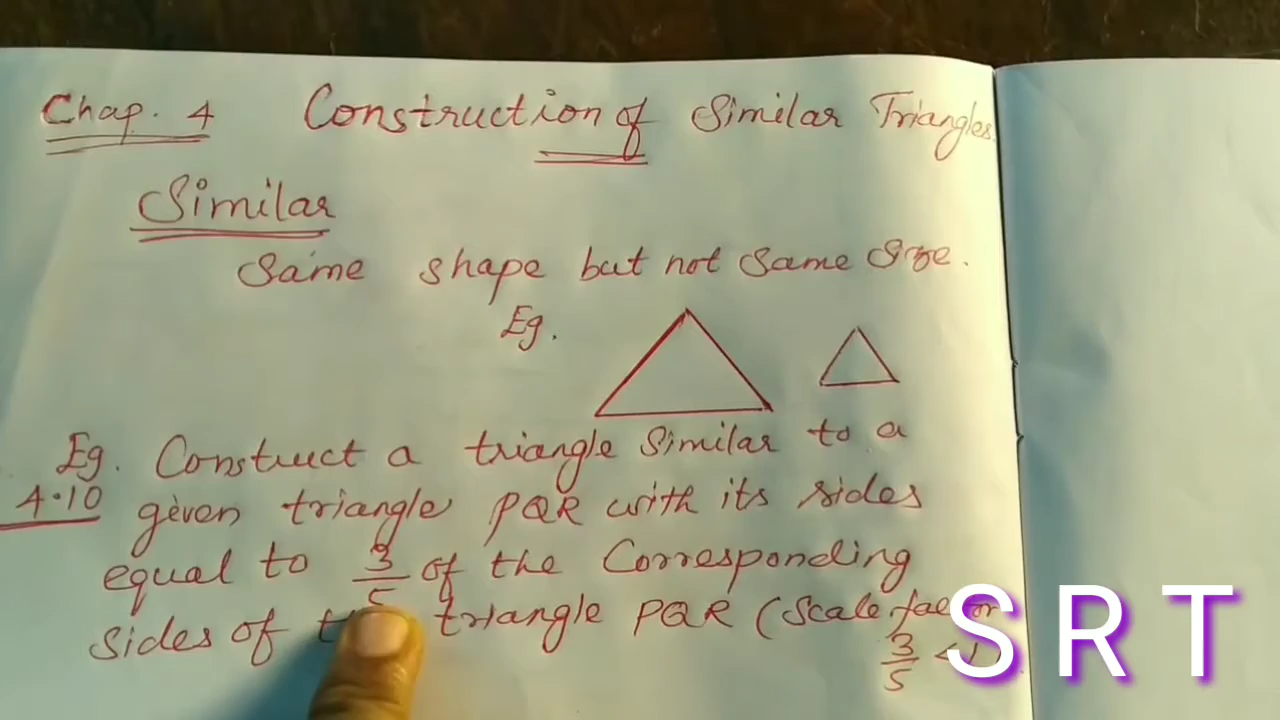 Chap. 4 Construction of Similar Triangles.
Similar
Same shape but not same size.
Eg.
Eg. Construct a triangle similar to a
4.10 given triangle PQR with its sides
equal to 3/5 of the corresponding
sides of triangle PQR (Scale factor
3/5 <1)
SRT